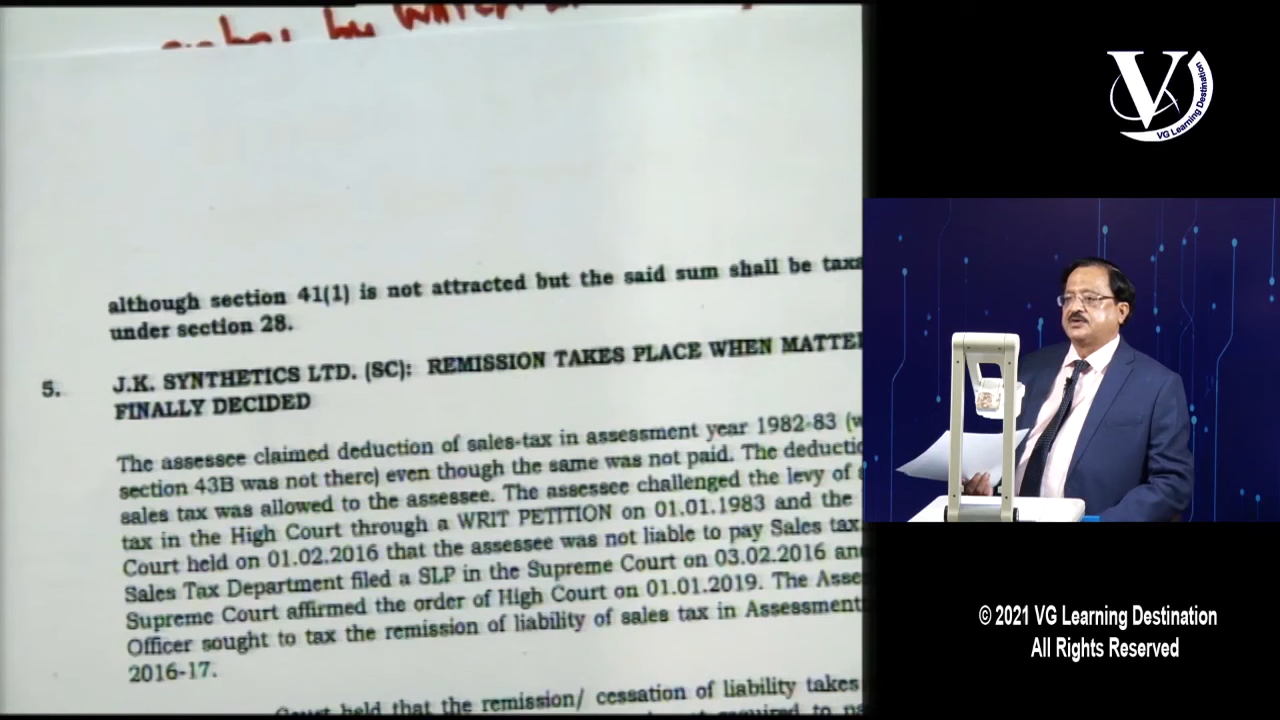 by WATER
although section 41(1) is not attracted but the said sum shall be
under section 28.
5. J.K. SYNTHETICS LTD. (SC): REMISSION TAKES PLACE WHEN MATTER
FINALLY DECIDED
The assessee claimed deduction of sales-tax in assessment year 1982-83
section 43B was not there) even though the same was not paid. The
sales tax was allowed to the assessee. The assessee challenged the levy of
tax in the High Court through a WRIT PETITION on 01.01.1983 and the
Court held on 01.02.2016 that the assessee was not liable to pay Sales tax.
Sales Tax Department filed a SLP in the Supreme Court on 03.02.2016
Supreme Court affirmed the order of High Court on 01.01.2019. The
Officer sought to tax the remission of liability of sales tax in Assessment
2016-17.
Court held that the remission/ cessation of liability takes
required to
V
VG Learning Destination
© 2021 VG Learning Destination
All Rights Reserved